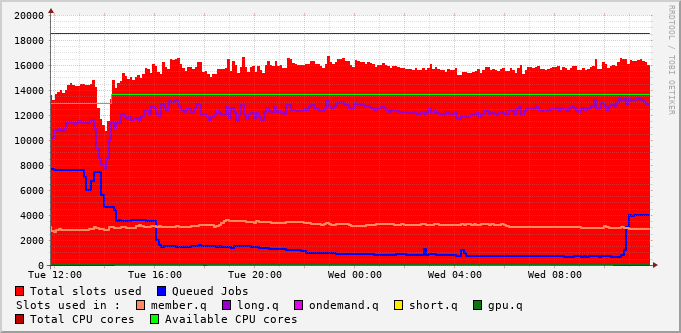 20000
18000
16000
14000
12000
10000
8000
6000
4000
2000
0
Tue 12:00 Tue 16:00 Tue 20:00 Wed 00:00 Wed 04:00 Wed 08:00
Total slots used Queued Jobs
Slots used in : member.q long.q ondemand.q short.q gpu.q
Total CPU cores Available CPU cores
RRDTOOL / TOBI OETIKER